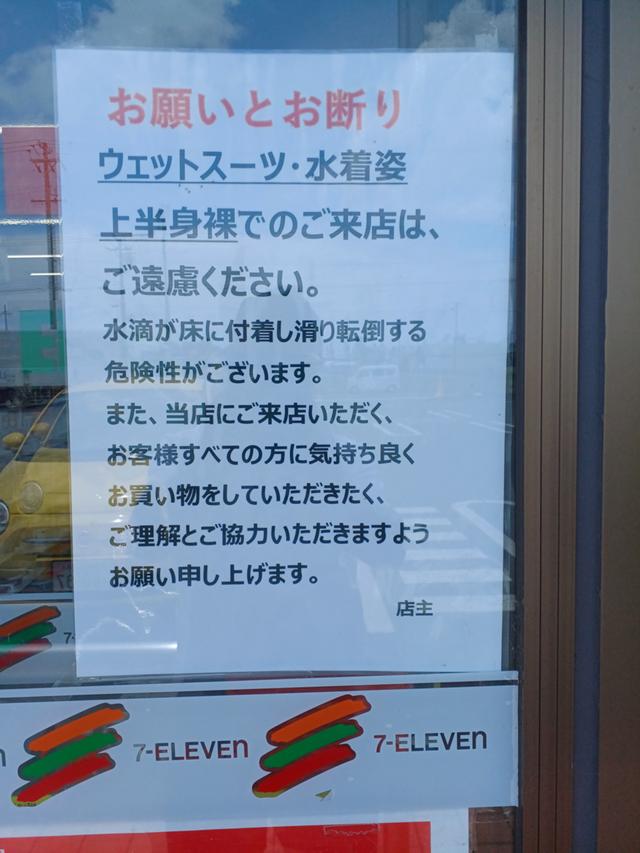 お願いとお断り
ウェットスーツ・水着姿
上半身裸でのご来店は、
ご遠慮ください。
水滴が床に付着し滑り転倒する
危険性がございます。
また、当店にご来店いただく、
お客様すべての方に気持ち良く
お買い物をしていただきたく、
ご理解とご協力いただきますよう
お願い申し上げます。
店主
7-ELEVEn
7-ELEVEn